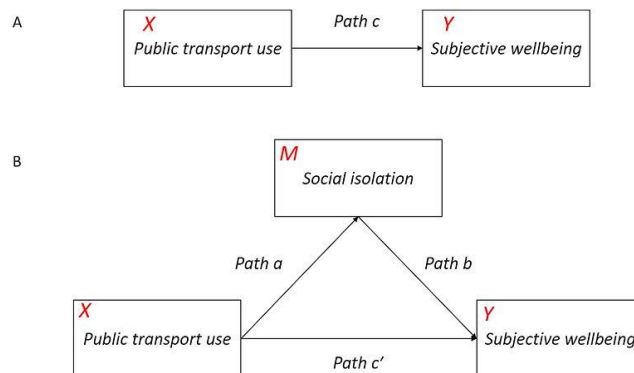 A
X
Public transport use
Path c
Y
Subjective wellbeing
B
M
Social isolation
Path a
Path b
X
Public transport use
Path c′
Y
Subjective wellbeing